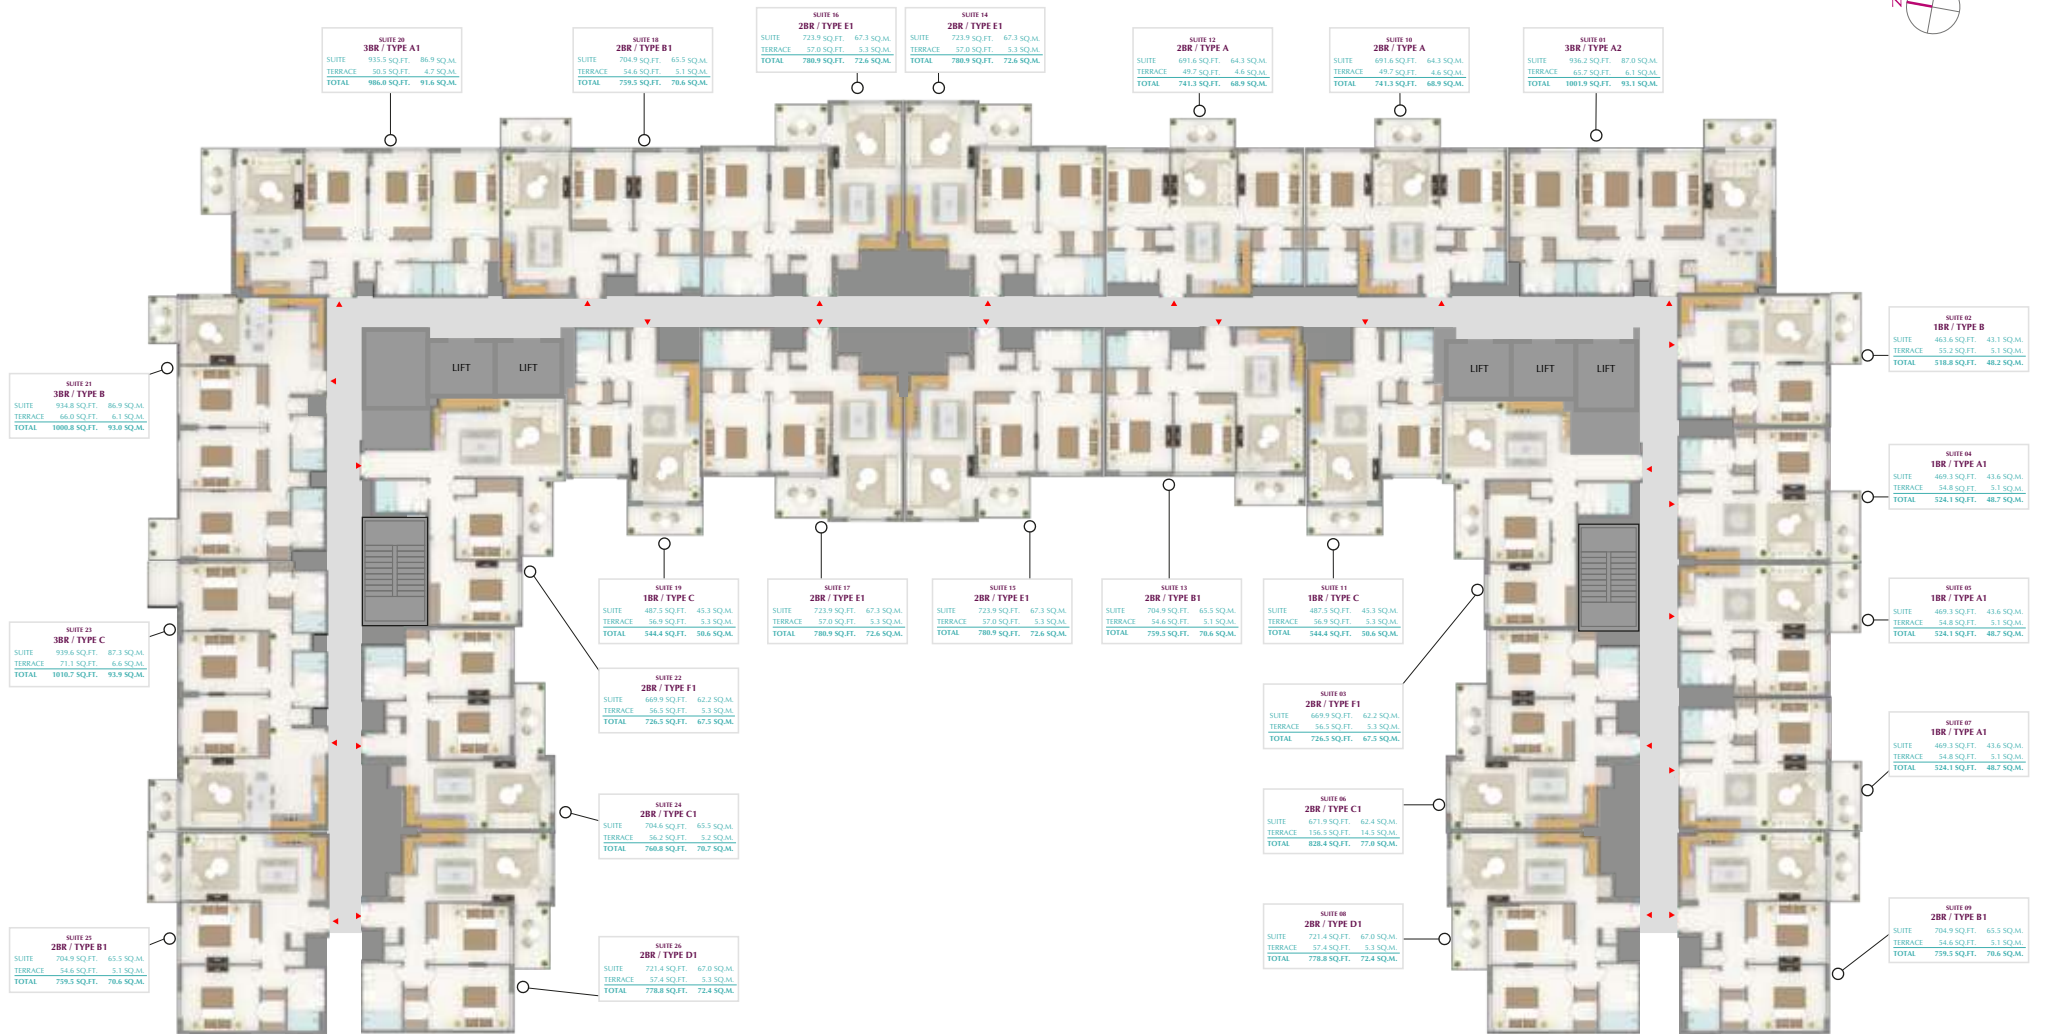 N
SUITE 16
2BR / TYPE E1
SUITE 723.9 SQ.FT. 67.3 SQ.M.
TERRACE 57.0 SQ.FT. 5.3 SQ.M.
TOTAL 780.9 SQ.FT. 72.6 SQ.M.
SUITE 14
2BR / TYPE E1
SUITE 723.9 SQ.FT. 67.3 SQ.M.
TERRACE 57.0 SQ.FT. 5.3 SQ.M.
TOTAL 780.9 SQ.FT. 72.6 SQ.M.
SUITE 20
3BR / TYPE A1
SUITE 935.5 SQ.FT. 86.9 SQ.M.
TERRACE 50.5 SQ.FT. 4.7 SQ.M.
TOTAL 986.0 SQ.FT. 91.6 SQ.M.
SUITE 18
2BR / TYPE B1
SUITE 704.9 SQ.FT. 65.5 SQ.M.
TERRACE 54.6 SQ.FT. 5.1 SQ.M.
TOTAL 759.5 SQ.FT. 70.6 SQ.M.
SUITE 12
2BR / TYPE A
SUITE 691.6 SQ.FT. 64.3 SQ.M.
TERRACE 49.7 SQ.FT. 4.6 SQ.M.
TOTAL 741.3 SQ.FT. 68.9 SQ.M.
SUITE 10
2BR / TYPE A
SUITE 691.6 SQ.FT. 64.3 SQ.M.
TERRACE 49.7 SQ.FT. 4.6 SQ.M.
TOTAL 741.3 SQ.FT. 68.9 SQ.M.
SUITE 01
3BR / TYPE A2
SUITE 936.2 SQ.FT. 87.0 SQ.M.
TERRACE 65.7 SQ.FT. 6.1 SQ.M.
TOTAL 1001.9 SQ.FT. 93.1 SQ.M.
SUITE 02
1BR / TYPE B
SUITE 463.6 SQ.FT. 43.1 SQ.M.
TERRACE 55.2 SQ.FT. 5.1 SQ.M.
TOTAL 518.8 SQ.FT. 48.2 SQ.M.
LIFT LIFT
LIFT LIFT LIFT
SUITE 21
3BR / TYPE B
SUITE 934.8 SQ.FT. 86.9 SQ.M.
TERRACE 66.0 SQ.FT. 6.1 SQ.M.
TOTAL 1000.8 SQ.FT. 93.0 SQ.M.
SUITE 04
1BR / TYPE A1
SUITE 469.3 SQ.FT. 43.6 SQ.M.
TERRACE 54.8 SQ.FT. 5.1 SQ.M.
TOTAL 524.1 SQ.FT. 48.7 SQ.M.
SUITE 19
1BR / TYPE C
SUITE 487.5 SQ.FT. 45.3 SQ.M.
TERRACE 56.9 SQ.FT. 5.3 SQ.M.
TOTAL 544.4 SQ.FT. 50.6 SQ.M.
SUITE 17
2BR / TYPE E1
SUITE 723.9 SQ.FT. 67.3 SQ.M.
TERRACE 57.0 SQ.FT. 5.3 SQ.M.
TOTAL 780.9 SQ.FT. 72.6 SQ.M.
SUITE 15
2BR / TYPE E1
SUITE 723.9 SQ.FT. 67.3 SQ.M.
TERRACE 57.0 SQ.FT. 5.3 SQ.M.
TOTAL 780.9 SQ.FT. 72.6 SQ.M.
SUITE 13
2BR / TYPE B1
SUITE 704.9 SQ.FT. 65.5 SQ.M.
TERRACE 54.6 SQ.FT. 5.1 SQ.M.
TOTAL 759.5 SQ.FT. 70.6 SQ.M.
SUITE 11
1BR / TYPE C
SUITE 487.5 SQ.FT. 45.3 SQ.M.
TERRACE 56.9 SQ.FT. 5.3 SQ.M.
TOTAL 544.4 SQ.FT. 50.6 SQ.M.
SUITE 05
1BR / TYPE A1
SUITE 469.3 SQ.FT. 43.6 SQ.M.
TERRACE 54.8 SQ.FT. 5.1 SQ.M.
TOTAL 524.1 SQ.FT. 48.7 SQ.M.
SUITE 23
3BR / TYPE C
SUITE 939.6 SQ.FT. 87.3 SQ.M.
TERRACE 71.1 SQ.FT. 6.6 SQ.M.
TOTAL 1010.7 SQ.FT. 93.9 SQ.M.
SUITE 22
2BR / TYPE F1
SUITE 669.9 SQ.FT. 62.2 SQ.M.
TERRACE 56.5 SQ.FT. 5.3 SQ.M.
TOTAL 726.5 SQ.FT. 67.5 SQ.M.
SUITE 03
2BR / TYPE F1
SUITE 669.9 SQ.FT. 62.2 SQ.M.
TERRACE 56.5 SQ.FT. 5.3 SQ.M.
TOTAL 726.5 SQ.FT. 67.5 SQ.M.
SUITE 07
1BR / TYPE A1
SUITE 469.3 SQ.FT. 43.6 SQ.M.
TERRACE 54.8 SQ.FT. 5.1 SQ.M.
TOTAL 524.1 SQ.FT. 48.7 SQ.M.
SUITE 24
2BR / TYPE C1
SUITE 704.6 SQ.FT. 65.5 SQ.M.
TERRACE 56.2 SQ.FT. 5.2 SQ.M.
TOTAL 760.8 SQ.FT. 70.7 SQ.M.
SUITE 06
2BR / TYPE C1
SUITE 671.9 SQ.FT. 62.4 SQ.M.
TERRACE 156.5 SQ.FT. 14.5 SQ.M.
TOTAL 828.4 SQ.FT. 77.0 SQ.M.
SUITE 25
2BR / TYPE B1
SUITE 704.9 SQ.FT. 65.5 SQ.M.
TERRACE 54.6 SQ.FT. 5.1 SQ.M.
TOTAL 759.5 SQ.FT. 70.6 SQ.M.
SUITE 26
2BR / TYPE D1
SUITE 721.4 SQ.FT. 67.0 SQ.M.
TERRACE 57.4 SQ.FT. 5.3 SQ.M.
TOTAL 778.8 SQ.FT. 72.4 SQ.M.
SUITE 08
2BR / TYPE D1
SUITE 721.4 SQ.FT. 67.0 SQ.M.
TERRACE 57.4 SQ.FT. 5.3 SQ.M.
TOTAL 778.8 SQ.FT. 72.4 SQ.M.
SUITE 09
2BR / TYPE B1
SUITE 704.9 SQ.FT. 65.5 SQ.M.
TERRACE 54.6 SQ.FT. 5.1 SQ.M.
TOTAL 759.5 SQ.FT. 70.6 SQ.M.